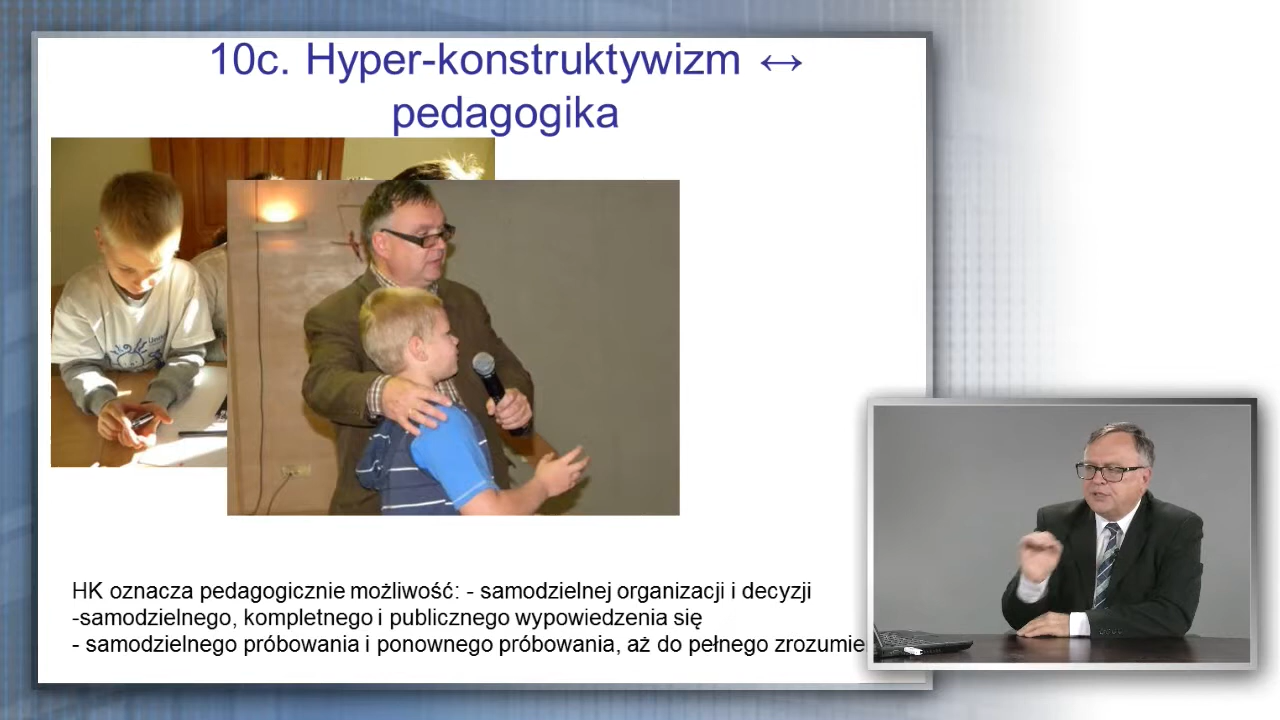 10c. Hyper-konstruktywizm ↔
pedagogika
HK oznacza pedagogicznie możliwość: - samodzielnej organizacji i decyzji
-samodzielnego, kompletnego i publicznego wypowiedzenia się
- samodzielnego próbowania i ponownego próbowania, aż do pełnego zrozumie